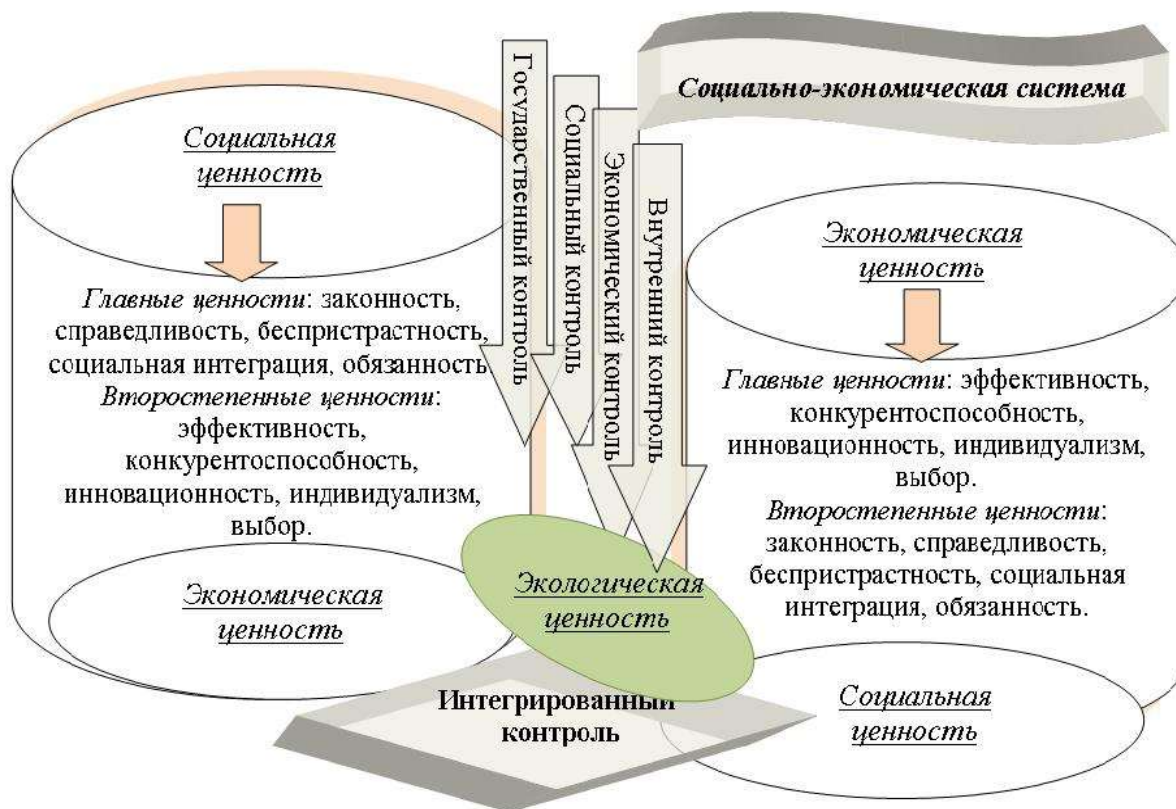 Социально-экономическая система
Социальная
ценность
Главные ценности: законность,
справедливость, беспристрастность,
социальная интеграция, обязанность
Второстепенные ценности:
эффективность,
конкурентоспособность,
инновационность, индивидуализм,
выбор.
Экономическая
ценность
Государственный контроль
Социальный контроль
Экономический контроль
Внутренний контроль
Экономическая
ценность
Главные ценности: эффективность,
конкурентоспособность,
инновационность, индивидуализм,
выбор.
Второстепенные ценности:
законность, справедливость,
беспристрастность, социальная
интеграция, обязанность.
Социальная
ценность
Экологическая
ценность
Интегрированный
контроль